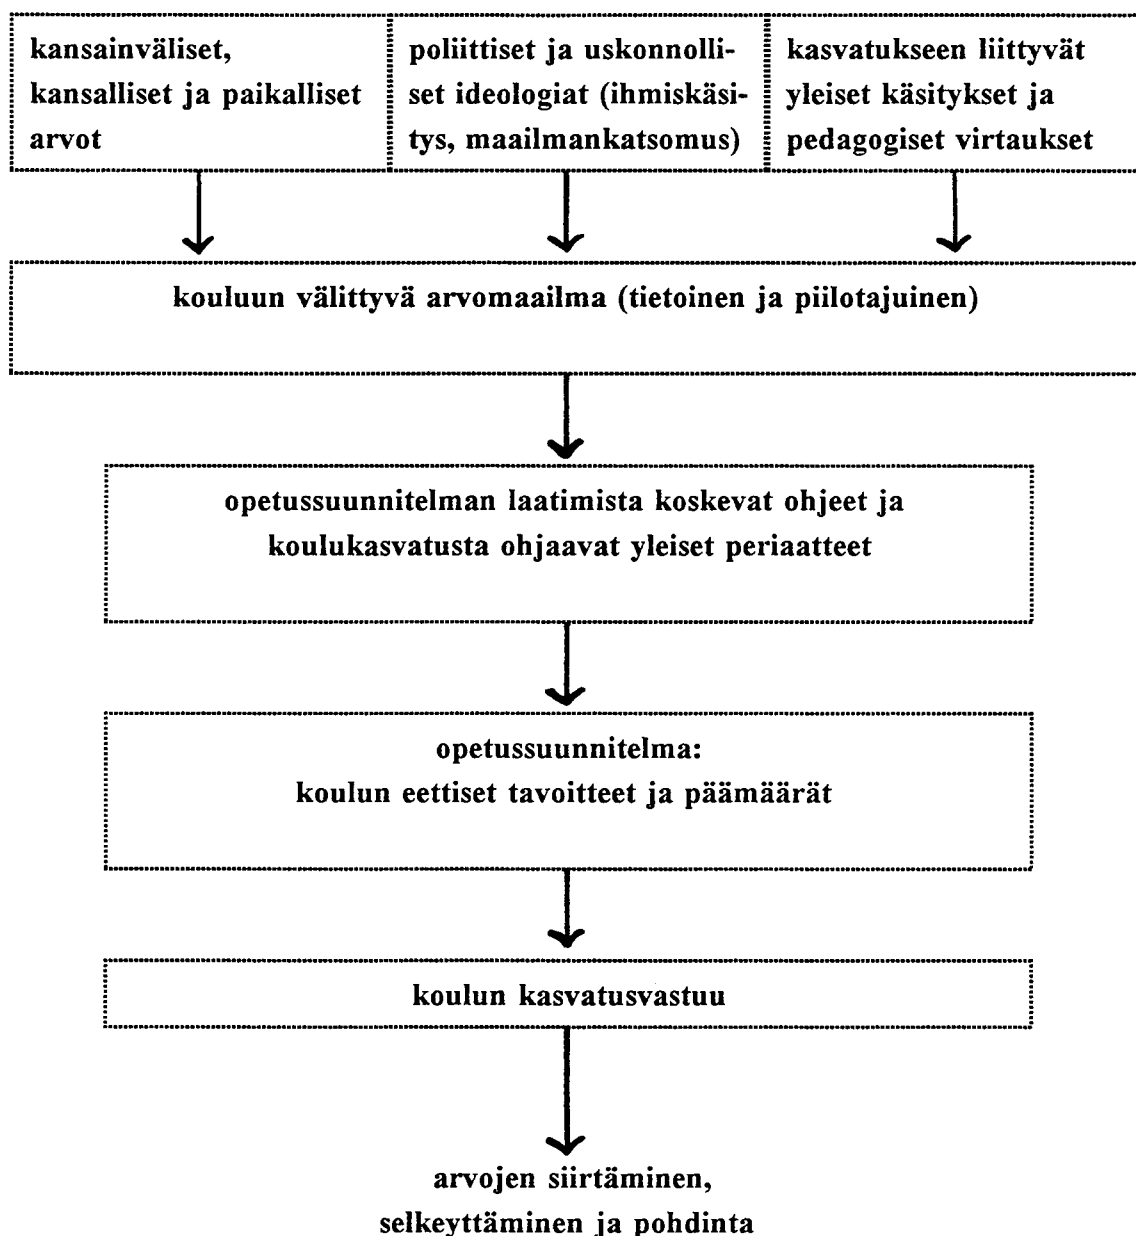 kansainväliset,
kansalliset ja paikalliset
arvot
poliittiset ja uskonnolli-
set ideologiat (ihmiskäsi-
tys, maailmankatsomus)
kasvatukseen liittyvät
yleiset käsitykset ja
pedagogiset virtaukset
kouluun välittyvä arvomaailma (tietoinen ja piilotajuinen)
opetussuunnitelman laatimista koskevat ohjeet ja
koulukasvatusta ohjaavat yleiset periaatteet
opetussuunnitelma:
koulun eettiset tavoitteet ja päämäärät
koulun kasvatusvastuu
arvojen siirtäminen,
selkeyttäminen ja pohdinta